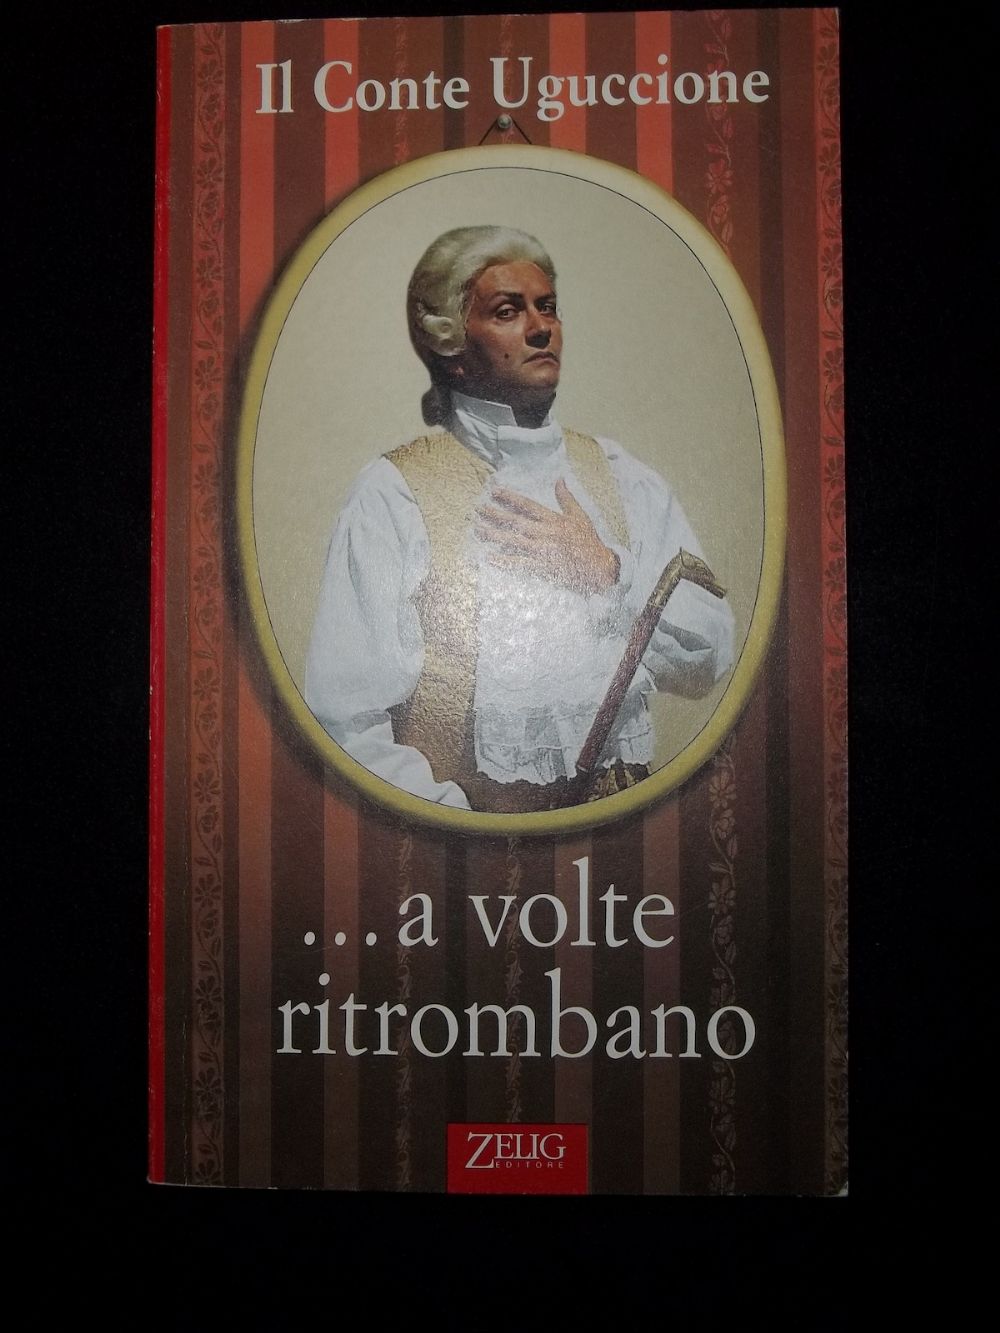 Il Conte Uguccione
...a volte
ritrombano
ZELIG
EDITORE